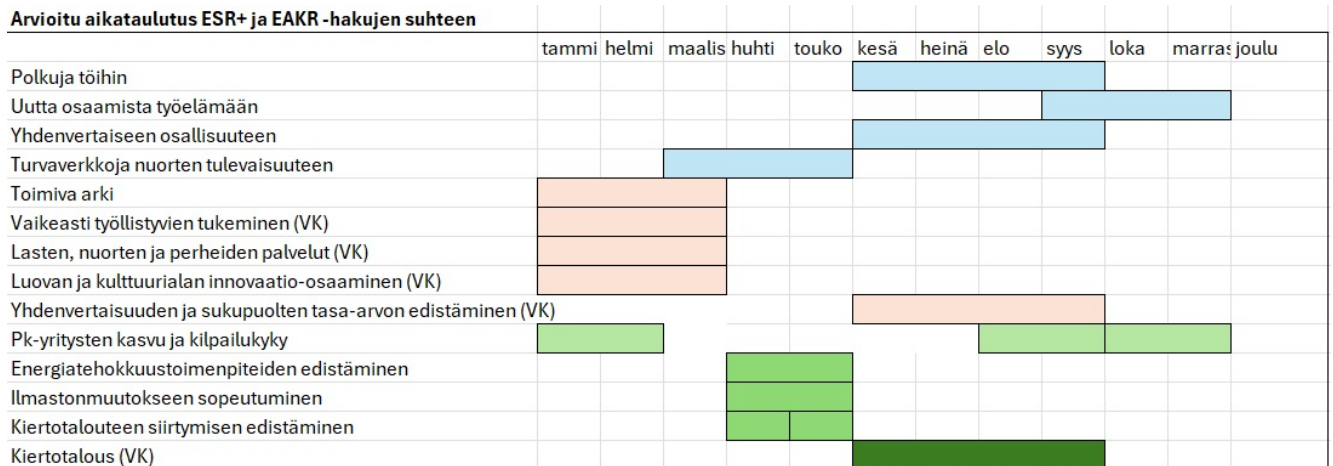 Arvioitu aikataulutus ESR+ ja EAKR -hakujen suhteen
tammi helmi maalis huhti touko kesä heinä elo syys loka marras joulu
Polkuja töihin
Uutta osaamista työelämään
Yhdenvertaiseen osallisuuteen
Turvaverkkoja nuorten tulevaisuuteen
Toimiva arki
Vaikeasti työllistyvien tukeminen (VK)
Lasten, nuorten ja perheiden palvelut (VK)
Luovan ja kulttuurialan innovaatio-osaaminen (VK)
Yhdenvertaisuuden ja sukupuolten tasa-arvon edistäminen (VK)
Pk-yritysten kasvu ja kilpailukyky
Energiatehokkuustoimenpiteiden edistäminen
Ilmastonmuutokseen sopeutuminen
Kiertotalouteen siirtymisen edistäminen
Kiertotalous (VK)